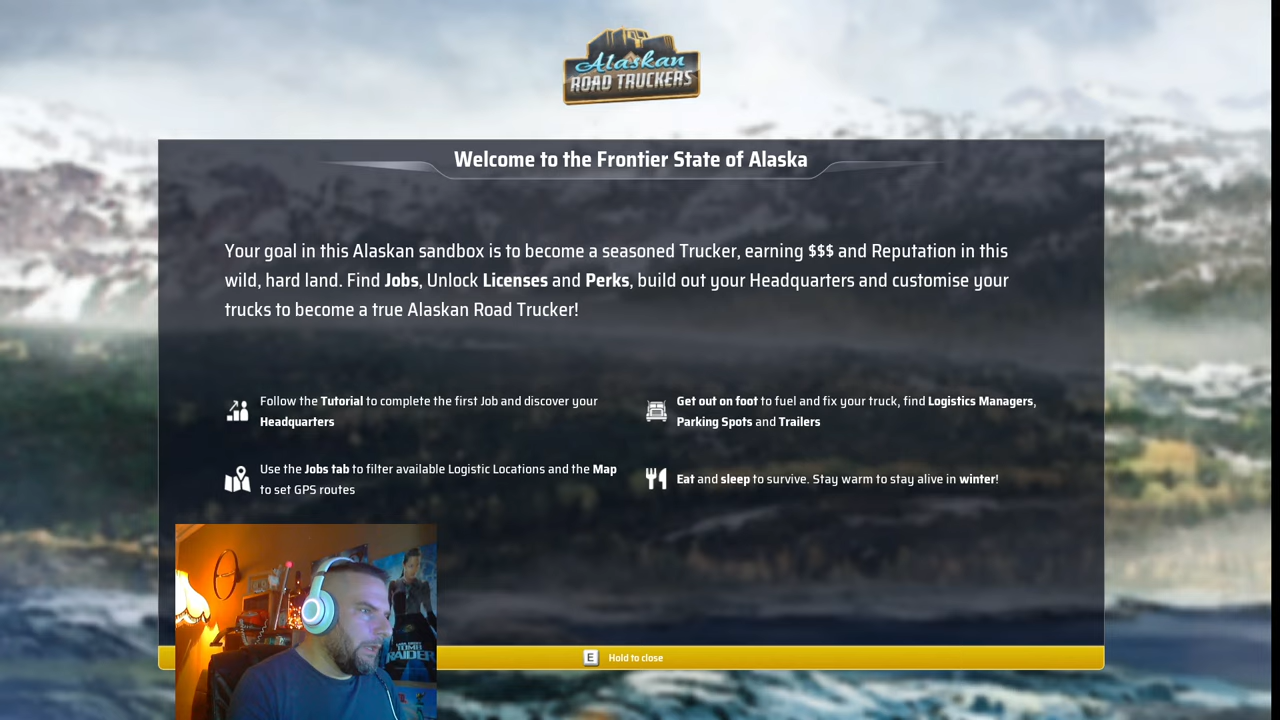 Alaskan
ROAD TRUCKERS
Welcome to the Frontier State of Alaska
Your goal in this Alaskan sandbox is to become a seasoned Trucker, earning $$$ and Reputation in this
wild, hard land. Find Jobs, Unlock Licenses and Perks, build out your Headquarters and customise your
trucks to become a true Alaskan Road Trucker!
Follow the Tutorial to complete the first Job and discover your
Headquarters
Get out on foot to fuel and fix your truck, find Logistics Managers,
Parking Spots and Trailers
Use the Jobs tab to filter available Logistic Locations and the Map
to set GPS routes
Eat and sleep to survive. Stay warm to stay alive in winter!
TOMB
RAIDER
E Hold to close